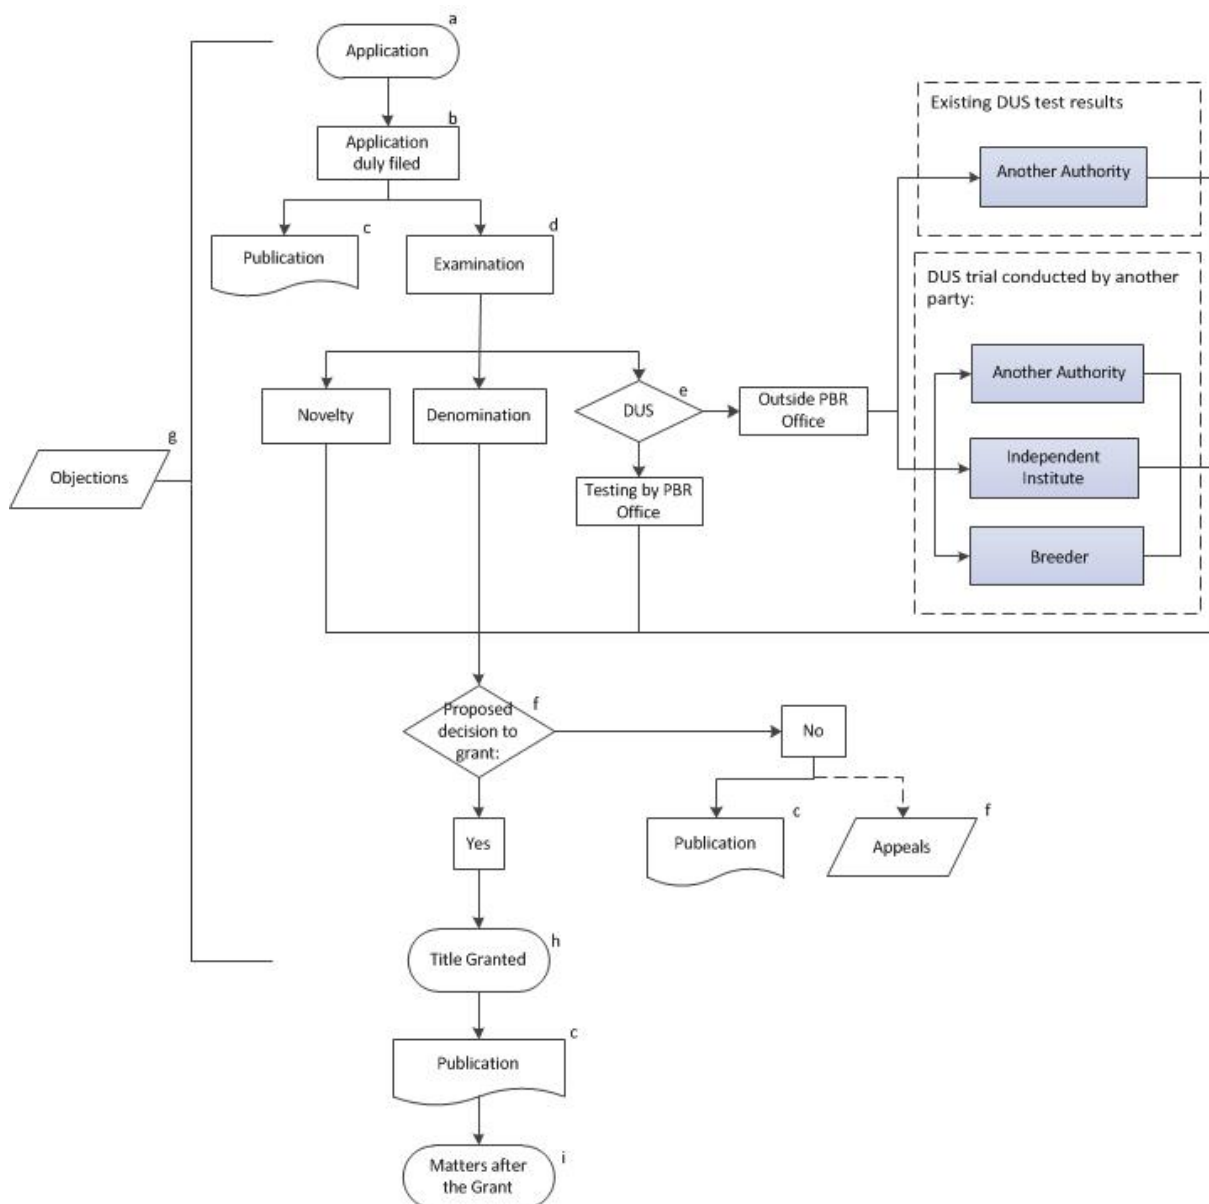 a
Application
b
Application
duly filed
c
Publication
d
Examination
Existing DUS test results
Another Authority
DUS trial conducted by another
party:
Another Authority
Independent
Institute
Breeder
Novelty
Denomination
e
DUS
Outside PBR
Office
Testing by PBR
Office
g
Objections
f
Proposed
decision to
grant:
No
c
Publication
f
Appeals
Yes
h
Title Granted
c
Publication
i
Matters after
the Grant